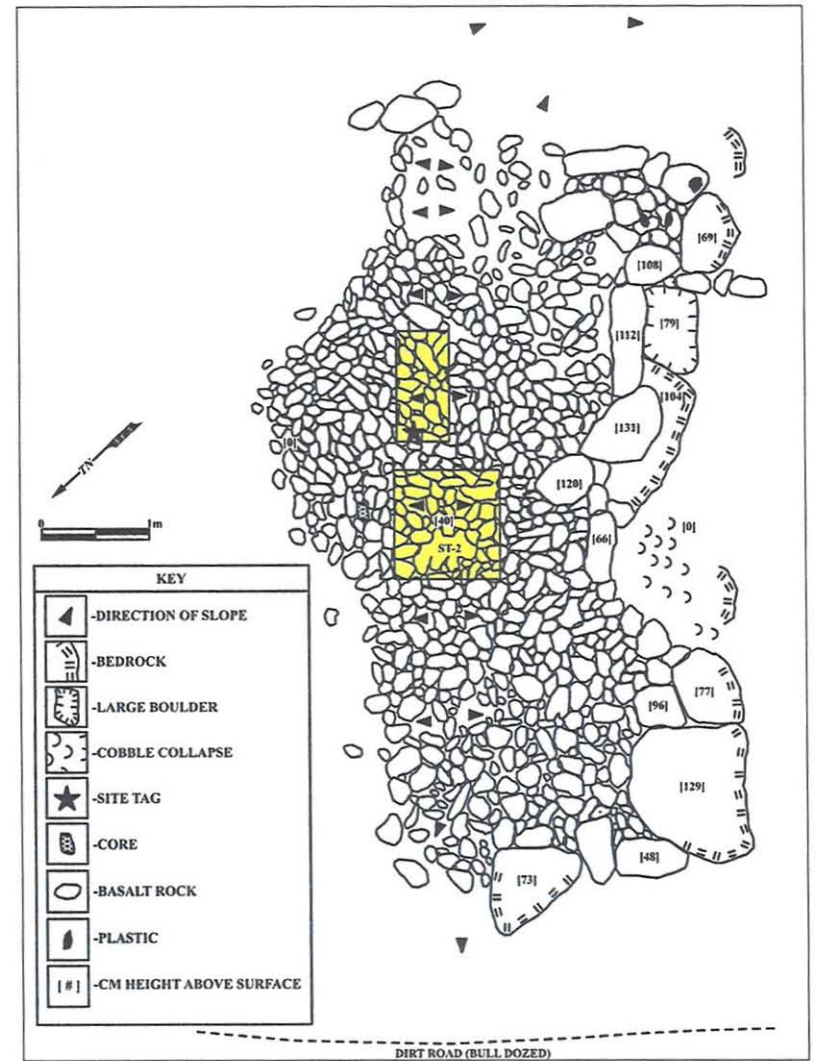 [69]
[108]
[79]
[112]
[104]
[131]
[0]
[120]
TN
[40]
[0]
[66]
0 1m
ST-2
KEY
-DIRECTION OF SLOPE
-BEDROCK
-LARGE BOULDER
-COBBLE COLLAPSE
-SITE TAG
-CORE
-BASALT ROCK
-PLASTIC
[#] -CM HEIGHT ABOVE SURFACE
[77]
[96]
[129]
[48]
[73]
DIRT ROAD (BULL DOZED)